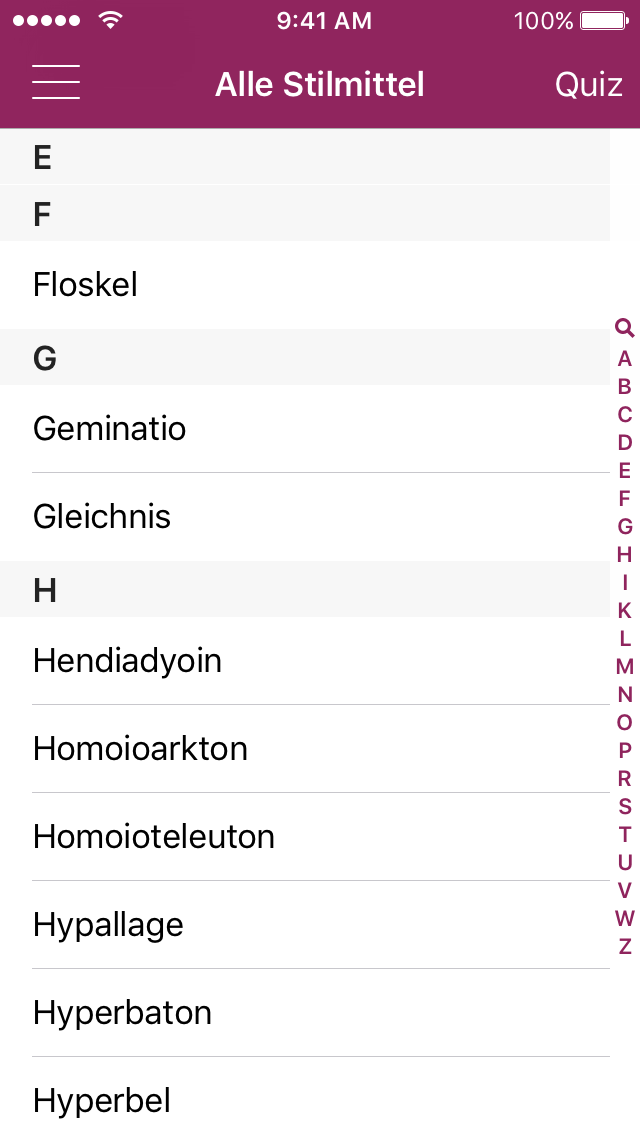 9:41 AM 100%
Alle Stilmittel Quiz
E
F
Floskel
G
Geminatio
Gleichnis
H
Hendiadyoin
Homoioarkton
Homoioteleuton
Hypallage
Hyperbaton
Hyperbel
A
B
C
D
E
F
G
H
I
K
L
M
N
O
P
R
S
T
U
V
W
Z